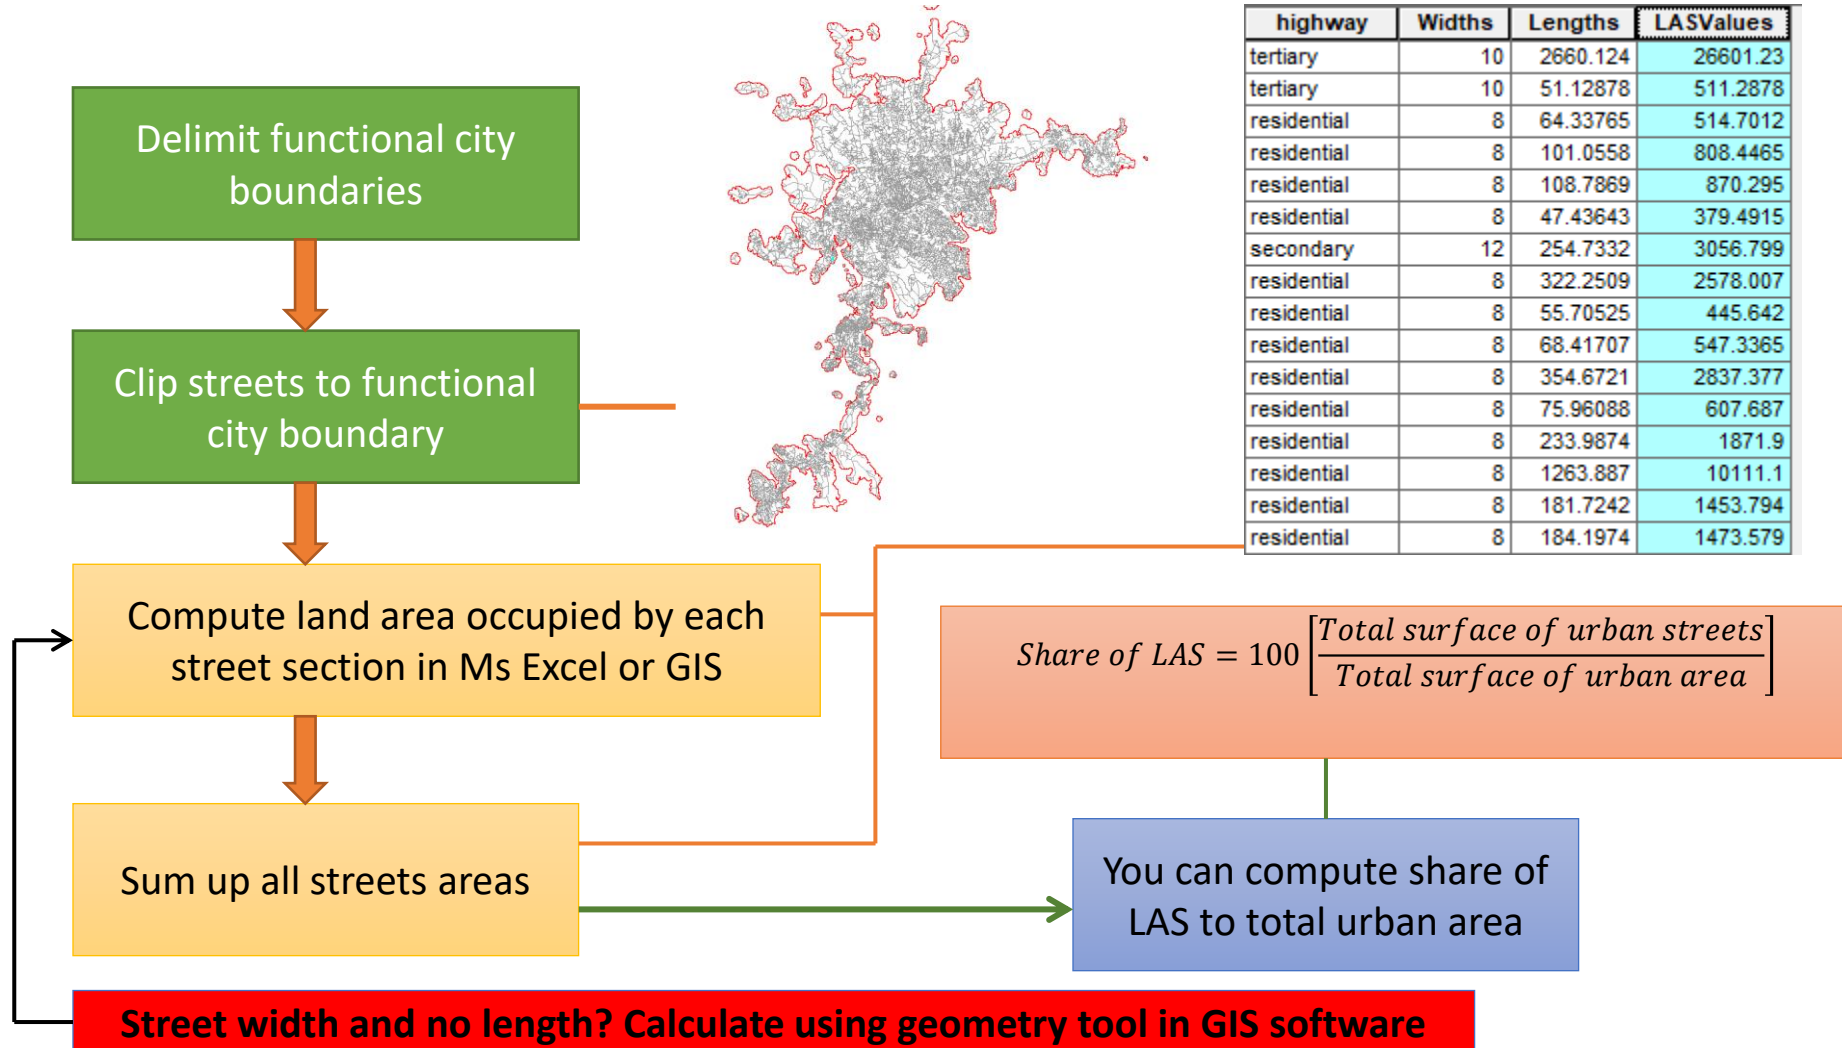 Delimit functional city
boundaries
Clip streets to functional
city boundary
Compute land area occupied by each
street section in Ms Excel or GIS
Sum up all streets areas
highway Widths Lengths LASValues
tertiary 10 2660.124 26601.23
tertiary 10 51.12878 511.2878
residential 8 64.33765 514.7012
residential 8 101.0558 808.4465
residential 8 108.7869 870.295
residential 8 47.43643 379.4915
secondary 12 254.7332 3056.799
residential 8 322.2509 2578.007
residential 8 55.70525 445.642
residential 8 68.41707 547.3365
residential 8 354.6721 2837.377
residential 8 75.96088 607.687
residential 8 233.9874 1871.9
residential 8 1263.887 10111.1
residential 8 181.7242 1453.794
residential 8 184.1974 1473.579
Share of LAS = 100 [Total surface of urban streets
Total surface of urban area]
You can compute share of
LAS to total urban area
Street width and no length? Calculate using geometry tool in GIS software